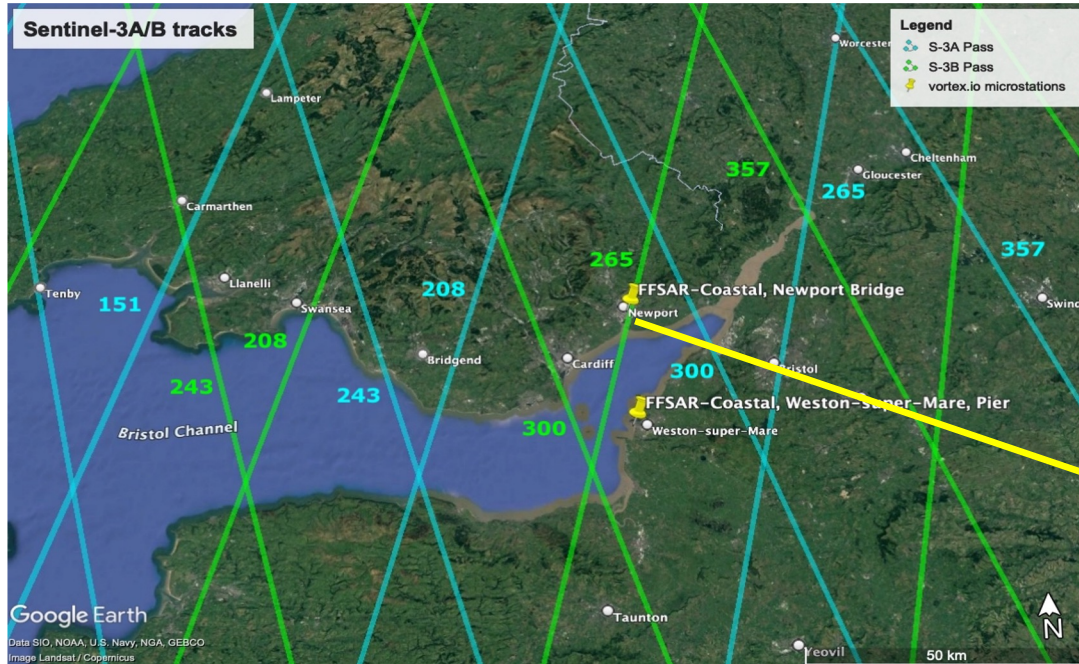 Sentinel-3A/B tracks
Legend
S-3A Pass
S-3B Pass
vortex.io microstations
Worcester
Lampeter
Cheltenham
357
Gloucester
265
Carmarthen
357
265
Llanelli
208
Tenby
151
FFSAR-Coastal, Newport Bridge
Swansea
Newport
208
Bridgend
Cardiff
300
Bristol
243
243
FFSAR-Coastal, Weston-super-Mare, Pier
Bristol Channel
300
Weston-super-Mare
Google Earth
Taunton
N
Data SIO, NOAA, U.S. Navy, NGA, GEBCO
Image Landsat / Copernicus
Yeovil
50 km